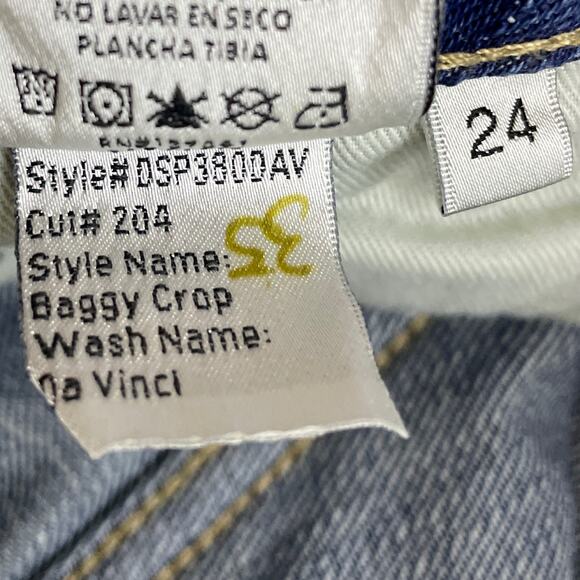 NO LAVAR EN SECO
PLANCHA TIBIA
24
Style# DSP3800AV
Cut# 204
35
Style Name:
Baggy Crop
Wash Name:
Da Vinci